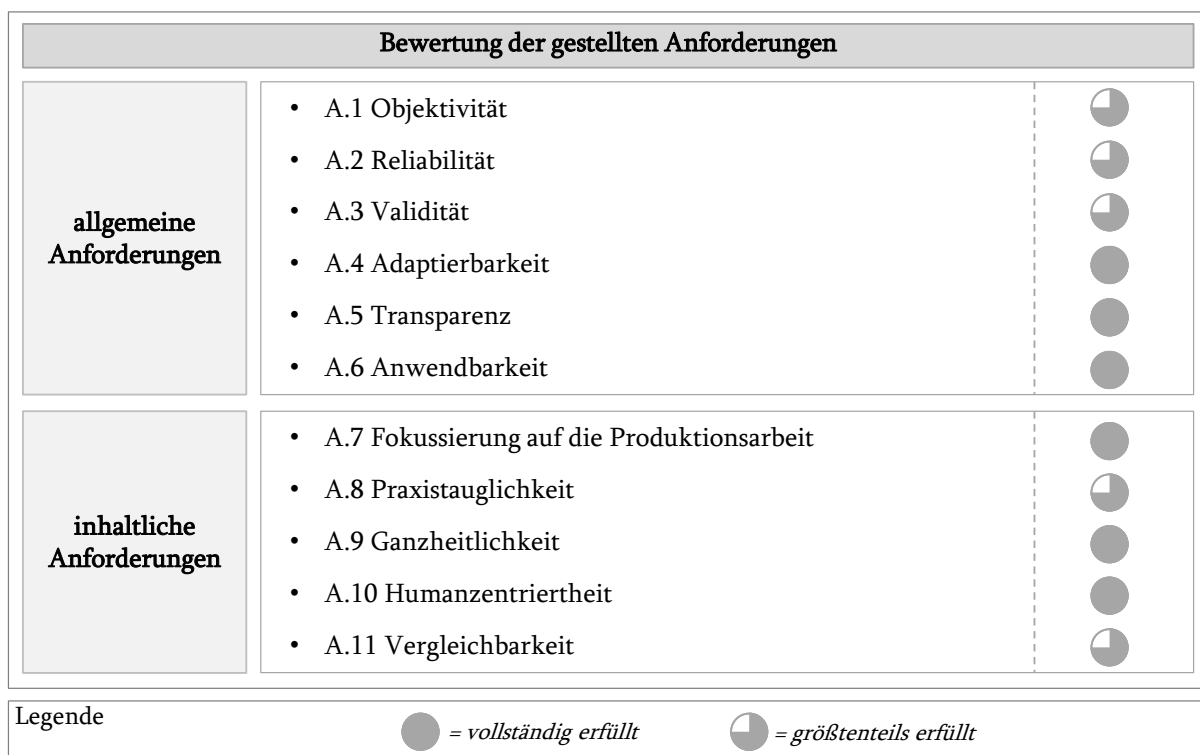 Bewertung der gestellten Anforderungen
allgemeine
Anforderungen
• A.1 Objektivität
• A.2 Reliabilität
• A.3 Validität
• A.4 Adaptierbarkeit
• A.5 Transparenz
• A.6 Anwendbarkeit
inhaltliche
Anforderungen
• A.7 Fokussierung auf die Produktionsarbeit
• A.8 Praxistauglichkeit
• A.9 Ganzheitlichkeit
• A.10 Humanzentriertheit
• A.11 Vergleichbarkeit
Legende
= vollständig erfüllt
= größtenteils erfüllt